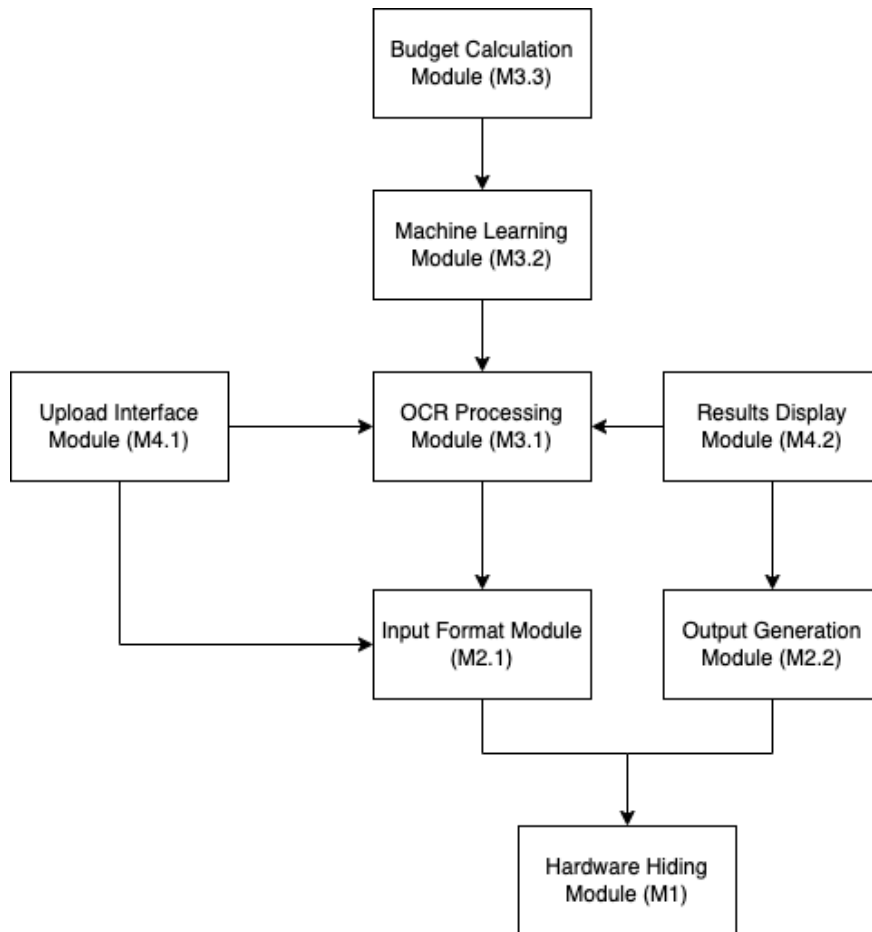 Budget Calculation
Module (M3.3)
Machine Learning
Module (M3.2)
Upload Interface
Module (M4.1)
OCR Processing
Module (M3.1)
Results Display
Module (M4.2)
Input Format Module
(M2.1)
Output Generation
Module (M2.2)
Hardware Hiding
Module (M1)